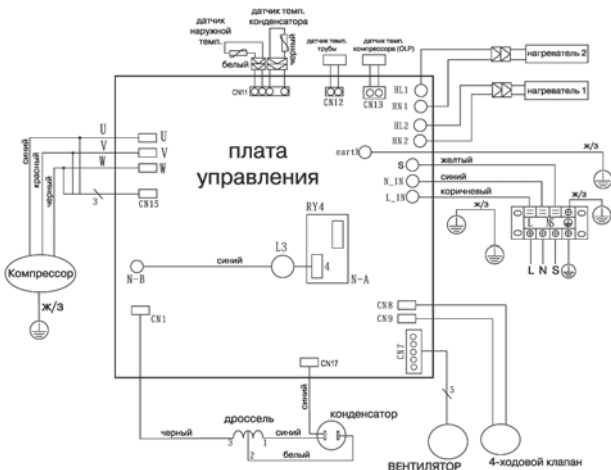 датчик наружной темп.
датчик темп. конденсатора
белый
черный
датчик темп. трубы
датчик темп. компрессора (OLP)
CN11
CN12
CN13
HL1
HN1
HL2
HN2
нагреватель 2
нагреватель 1
плата управления
earth
ж/з
S
желтый
N_IN
синий
L_IN
коричневый
ж/з
ж/з
L
NS
L N S
синий
красный
черный
U
V
W
U
V
W
3
CN15
Компрессор
ж/з
RY4
L3
4
N-A
синий
N-B
CN1
CN8
CN9
CN7
CN17
5
синий
дроссель
конденсатор
черный
3
1
синий
2
белый
ВЕНТИЛЯТОР
4-ходовой клапан